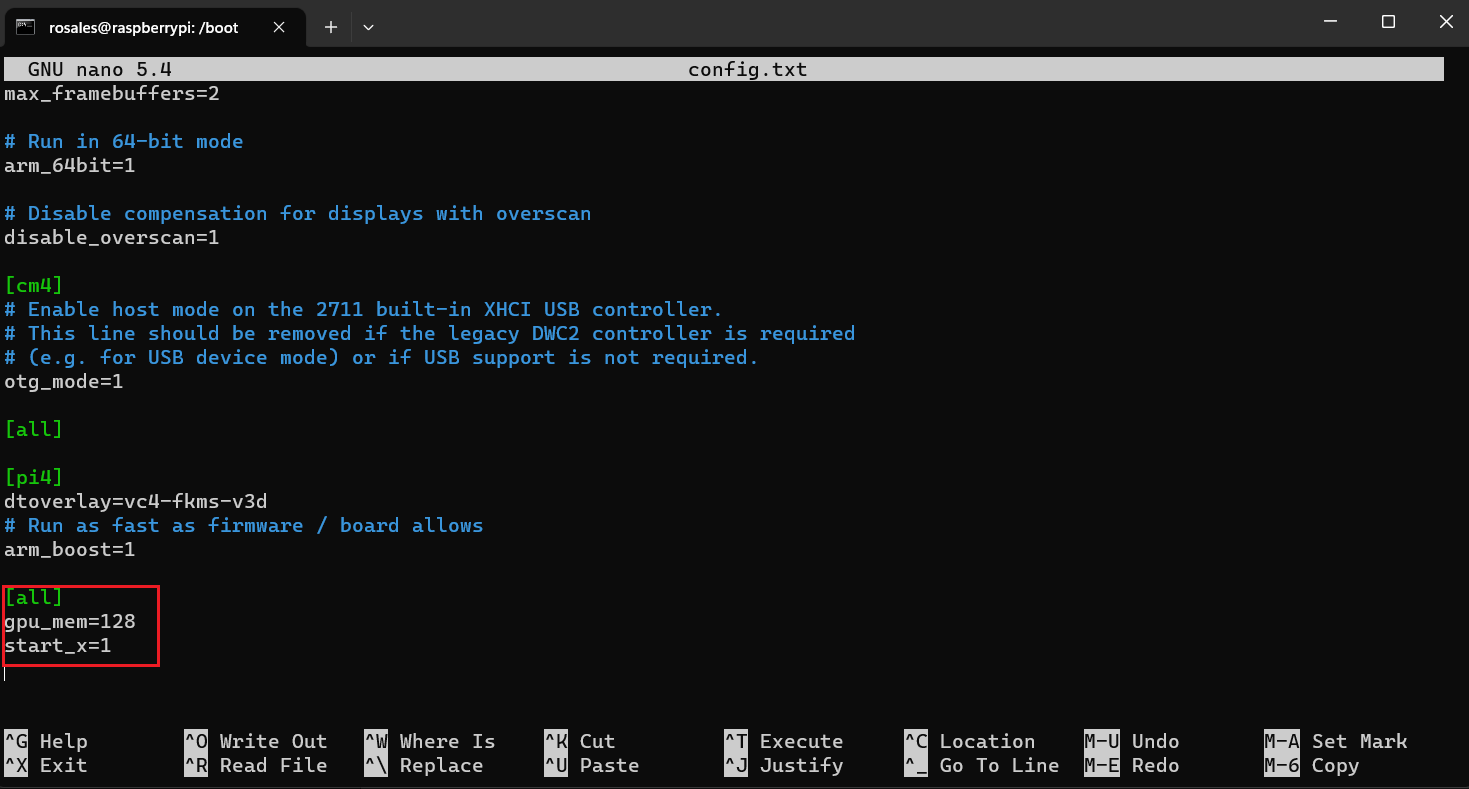 rosales@raspberrypi: /boot
GNU nano 5.4 config.txt
max_framebuffers=2
# Run in 64-bit mode
arm_64bit=1
# Disable compensation for displays with overscan
disable_overscan=1
[cm4]
# Enable host mode on the 2711 built-in XHCI USB controller.
# This line should be removed if the legacy DWC2 controller is required
# (e.g. for USB device mode) or if USB support is not required.
otg_mode=1
[all]
[pi4]
dtoverlay=vc4-fkms-v3d
# Run as fast as firmware / board allows
arm_boost=1
[all]
gpu_mem=128
start_x=1
^G Help ^O Write Out ^W Where Is ^K Cut ^T Execute ^C Location M-U Undo M-A Set Mark
^X Exit ^R Read File ^\ Replace ^U Paste ^J Justify ^_ Go To Line M-E Redo M-6 Copy